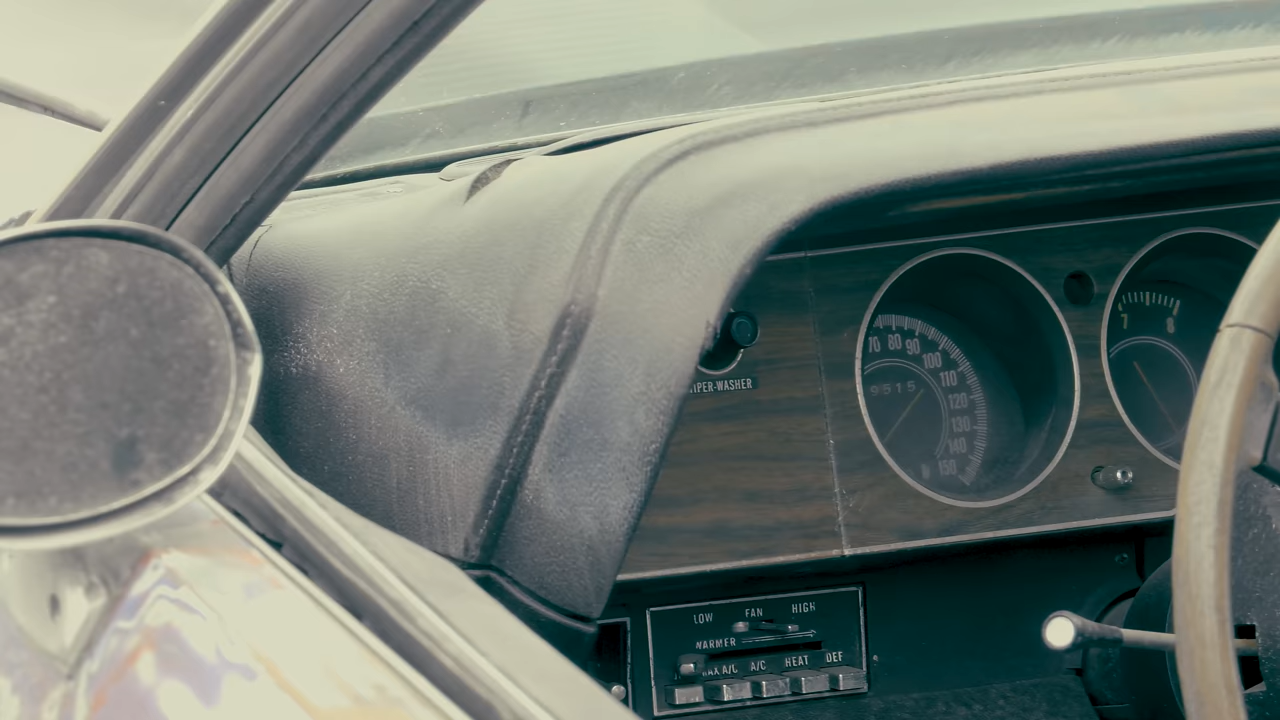 WIPER-WASHER
70 80 90 100 110 120 130 140 150
9515
7 8
LOW FAN HIGH
WARMER
MAX A/C A/C HEAT DEF